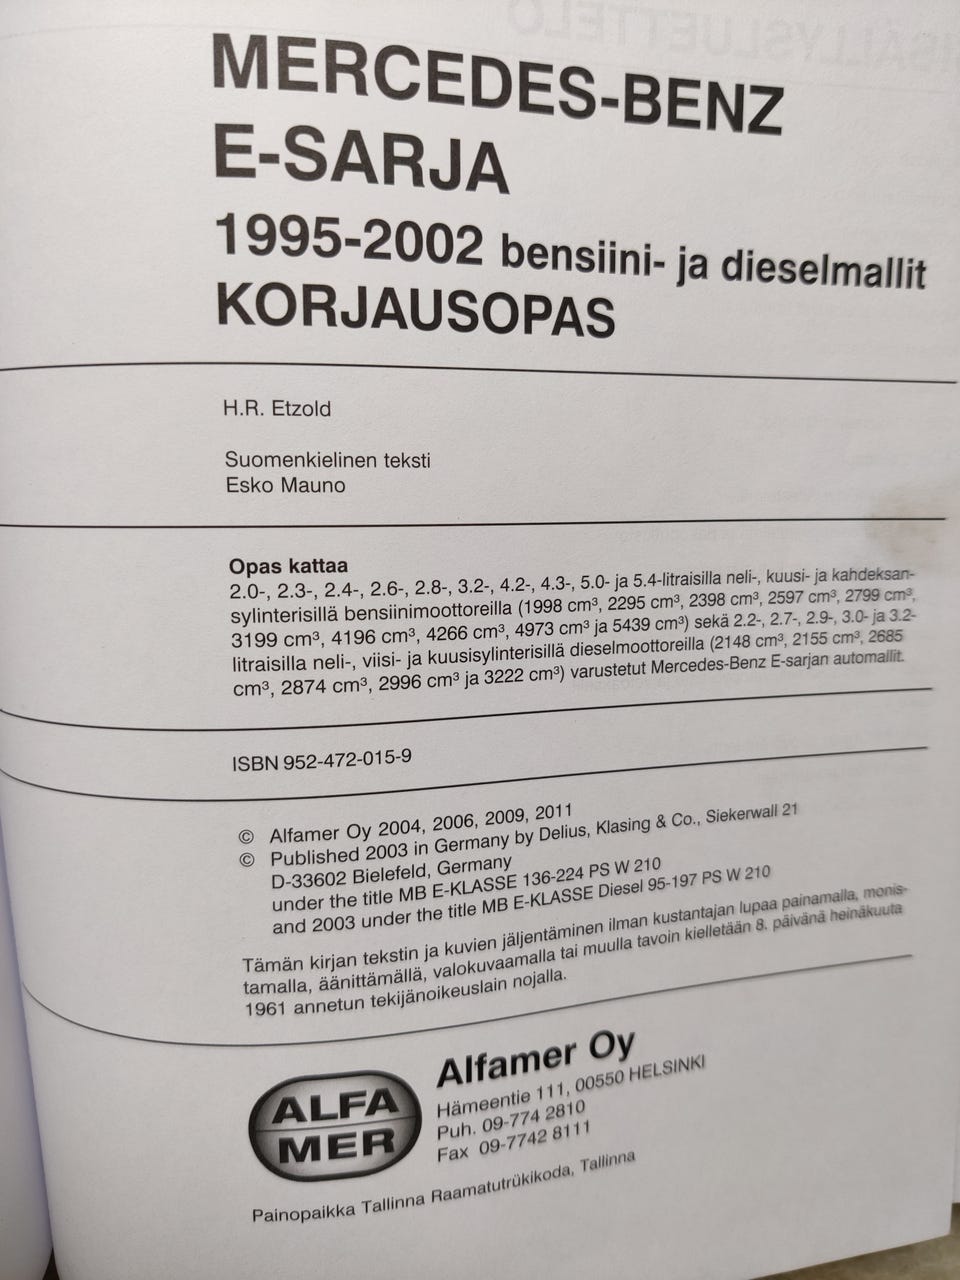 MERCEDES-BENZ
E-SARJA
1995-2002 bensiini- ja dieselmallit
KORJAUSOPAS
H.R. Etzold
Suomenkielinen teksti
Esko Mauno
Opas kattaa
2.0-, 2.3-, 2.4-, 2.6-, 2.8-, 3.2-, 4.2-, 4.3-, 5.0- ja 5.4-litraisilla neli-, kuusi- ja kahdeksan-
sylinterisillä bensiinimoottoreilla (1998 cm³, 2295 cm³, 2398 cm³, 2597 cm³, 2799 cm³,
3199 cm³, 4196 cm³, 4266 cm³, 4973 cm³ ja 5439 cm³) sekä 2.2-, 2.7-, 2.9-, 3.0- ja 3.2-
litraisilla neli-, viisi- ja kuusisylinterisillä dieselmoottoreilla (2148 cm³, 2155 cm³, 2685
cm³, 2874 cm³, 2996 cm³ ja 3222 cm³) varustetut Mercedes-Benz E-sarjan automallit.
ISBN 952-472-015-9
© Alfamer Oy 2004, 2006, 2009, 2011
© Published 2003 in Germany by Delius, Klasing & Co., Siekerwall 21
D-33602 Bielefeld, Germany
under the title MB E-KLASSE 136-224 PS W 210
and 2003 under the title MB E-KLASSE Diesel 95-197 PS W 210
Tämän kirjan tekstin ja kuvien jäljentäminen ilman kustantajan lupaa painamalla, monis-
tamalla, äänittämällä, valokuvaamalla tai muulla tavoin kielletään 8. päivänä heinäkuuta
1961 annetun tekijänoikeuslain nojalla.
ALFA
MER
Alfamer Oy
Hämeentie 111, 00550 HELSINKI
Puh. 09-774 2810
Fax 09-7742 8111
Painopaikka Tallinna Raamatutrükikoda, Tallinna